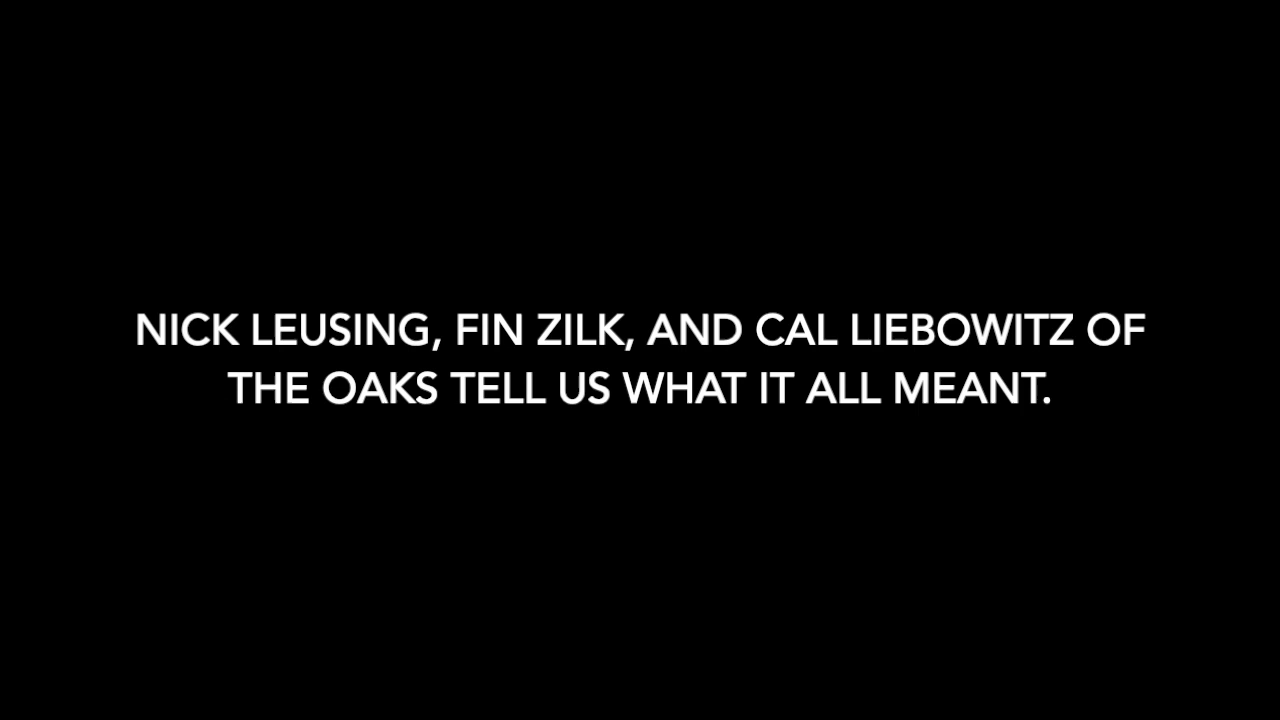 NICK LEUSING, FIN ZILK, AND CAL LIEBOWITZ OF
THE OAKS TELL US WHAT IT ALL MEANT.